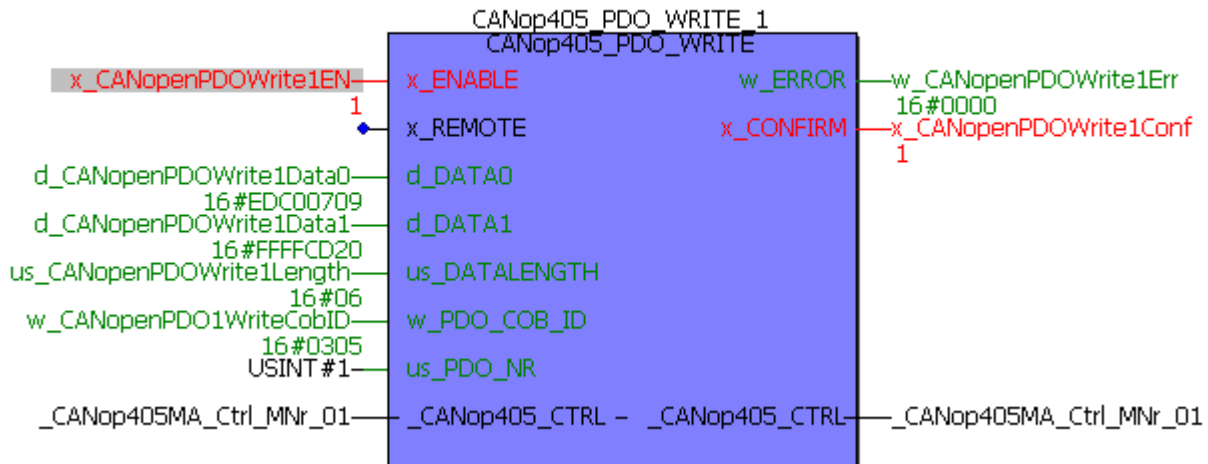 CANop405_PDO_WRITE_1
CANop405_PDO_WRITE
x_CANopenPDOWrite1EN x_ENABLE w_ERROR w_CANopenPDOWrite1Err
1 16#0000
x_REMOTE x_CONFIRM x_CANopenPDOWrite1Conf
1
d_CANopenPDOWrite1Data0 d_DATA0
16#EDC00709
d_CANopenPDOWrite1Data1 d_DATA1
16#FFFFCD20
us_CANopenPDOWrite1Length us_DATALENGTH
16#06
w_CANopenPDO1WriteCobID w_PDO_COB_ID
16#0305
USINT#1 us_PDO_NR
_CANop405MA_Ctrl_MNr_01 _CANop405_CTRL – _CANop405_CTRL _CANop405MA_Ctrl_MNr_01